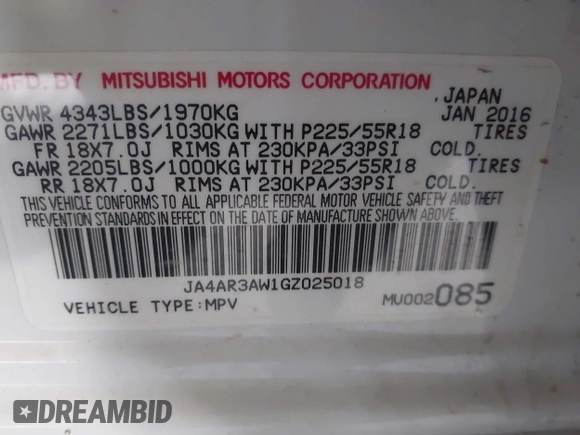 MFD. BY MITSUBISHI MOTORS CORPORATION
GVWR 4343LBS/1970KG JAPAN JAN 2016
GAWR 2271LBS/1030KG WITH P225/55R18 TIRES
FR 18X7.0J RIMS AT 230KPA/33PSI COLD.
GAWR 2205LBS/1000KG WITH P225/55R18 TIRES
RR 18X7.0J RIMS AT 230KPA/33PSI COLD.
THIS VEHICLE CONFORMS TO ALL APPLICABLE FEDERAL MOTOR VEHICLE SAFETY AND THEFT
PREVENTION STANDARDS IN EFFECT ON THE DATE OF MANUFACTURE SHOWN ABOVE.
JA4AR3AW1GZ025018
VEHICLE TYPE:MPV MU002085
DREAMBID